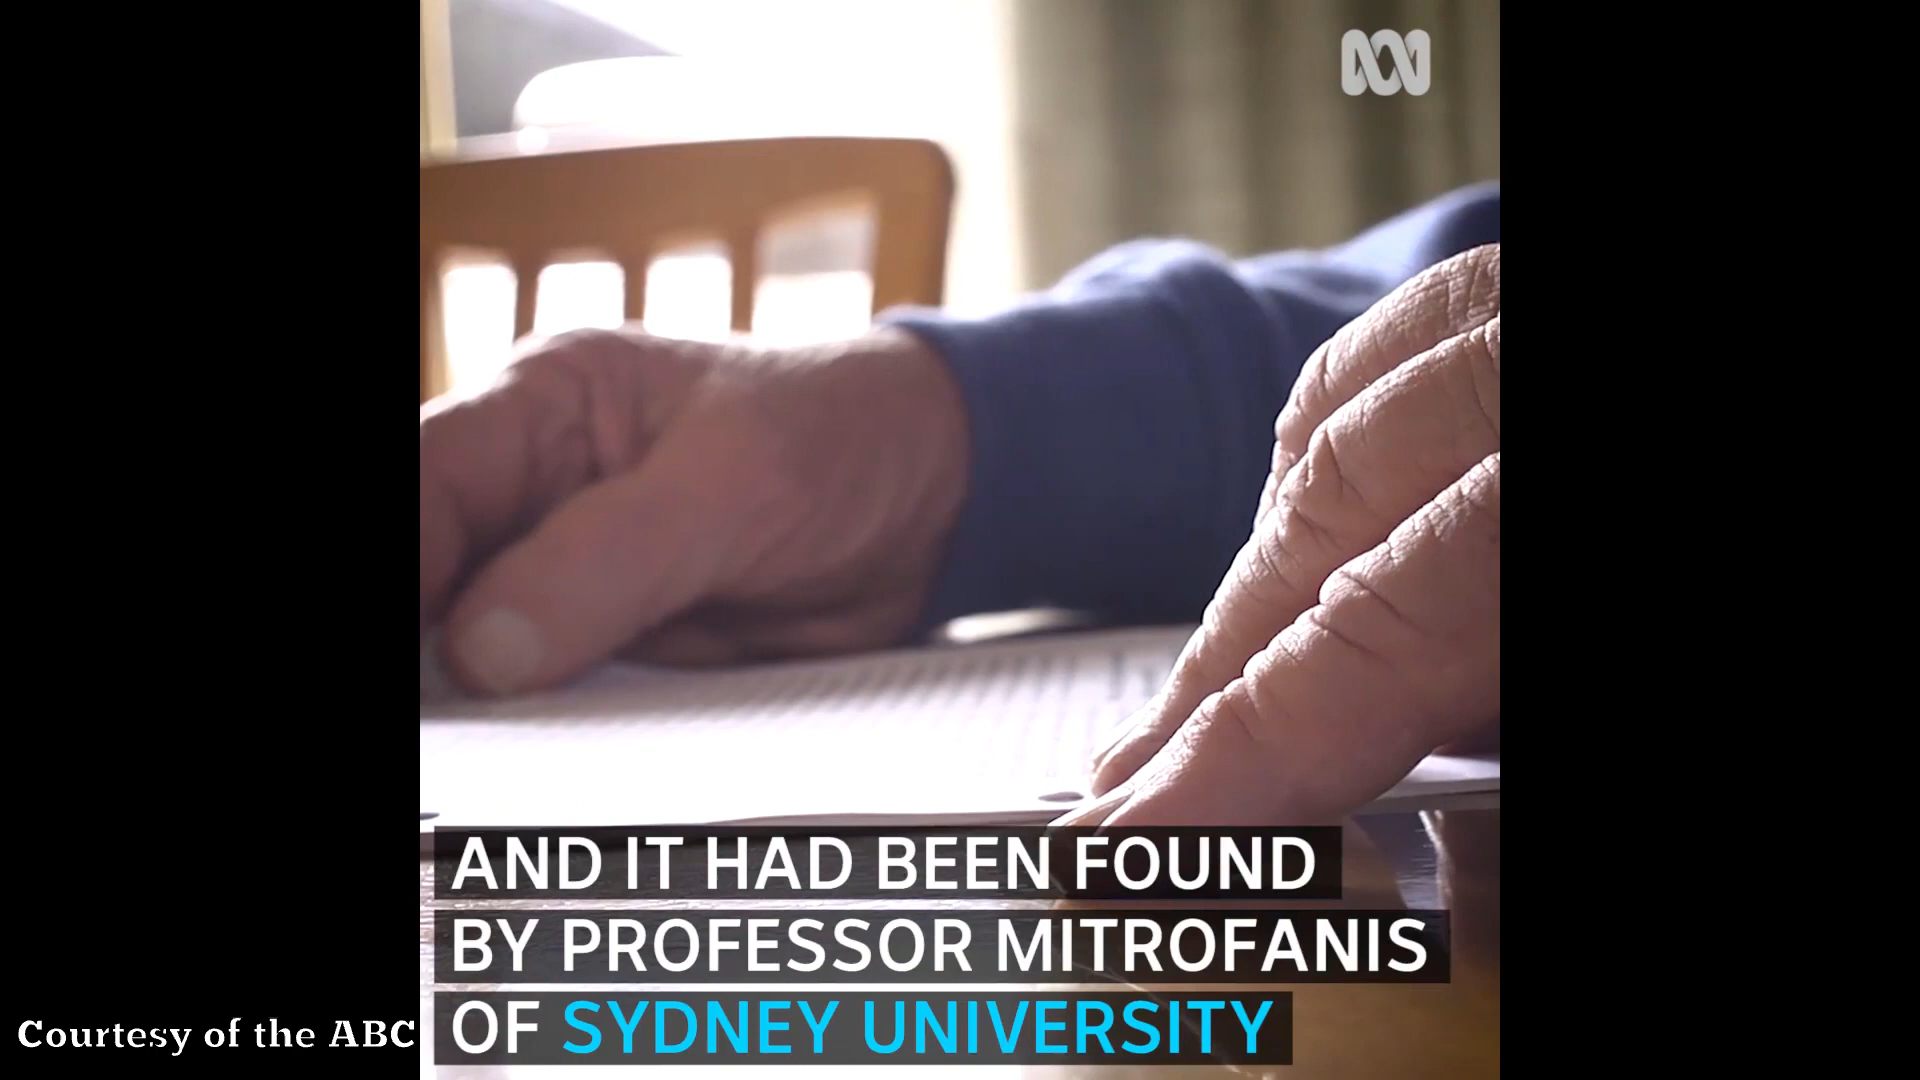 AND IT HAD BEEN FOUND
BY PROFESSOR MITROFANIS
OF SYDNEY UNIVERSITY
Courtesy of the ABC